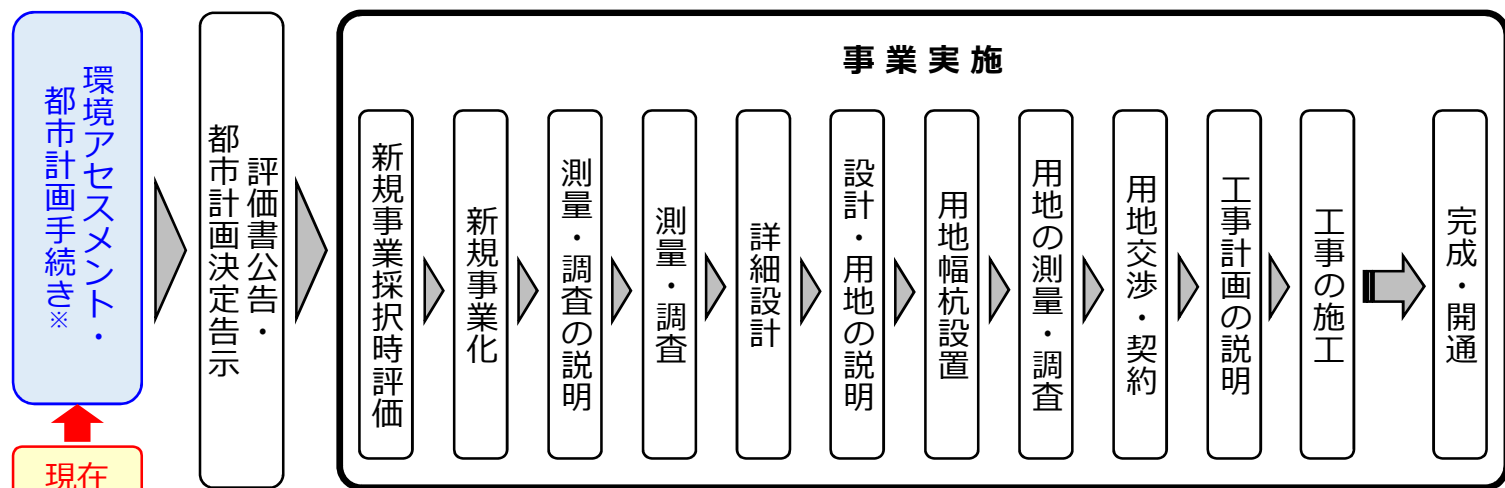 環境アセスメント・
都市計画手続き※
現在
評価書公告・
都市計画決定告示
事業実施
新規事業採択時評価
新規事業化
測量・調査の説明
測量・調査
詳細設計
設計・用地の説明
用地幅杭設置
用地の測量・調査
用地交渉・契約
工事計画の説明
工事の施工
完成・開通